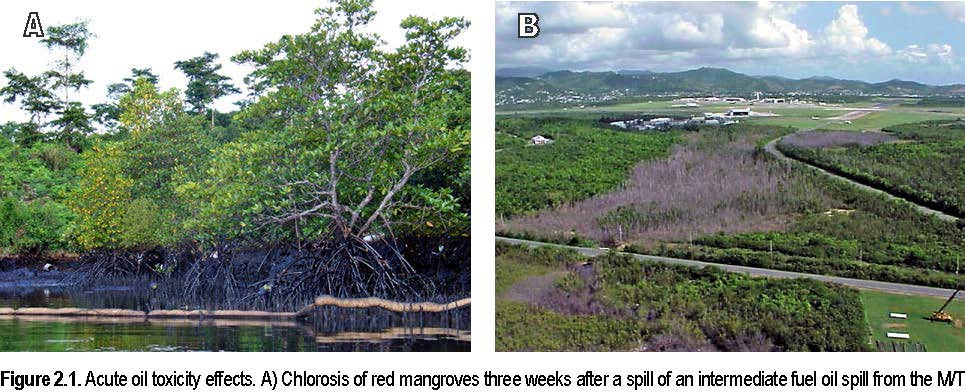 A
B
Figure 2.1. Acute oil toxicity effects. A) Chlorosis of red mangroves three weeks after a spill of an intermediate fuel oil spill from the M/T